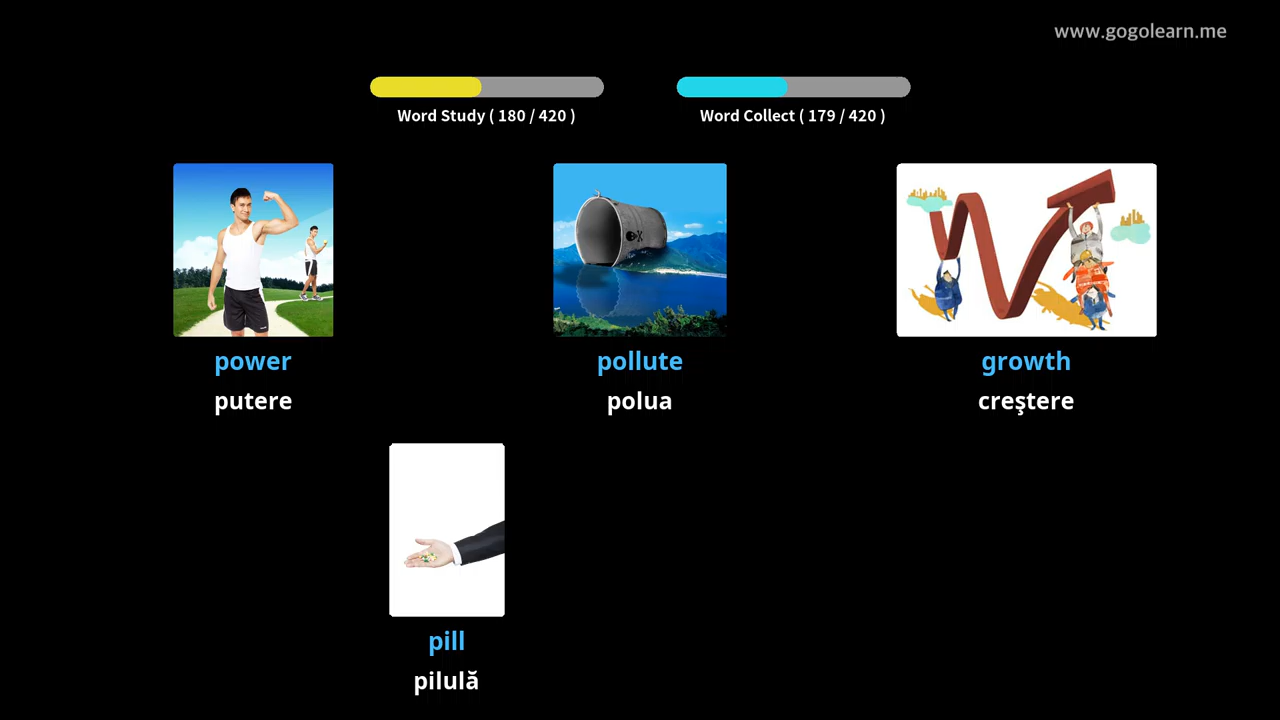 www.gogolearn.me
Word Study ( 180 / 420 )
Word Collect ( 179 / 420 )
power
putere
pollute
polua
growth
creştere
pill
pilulă